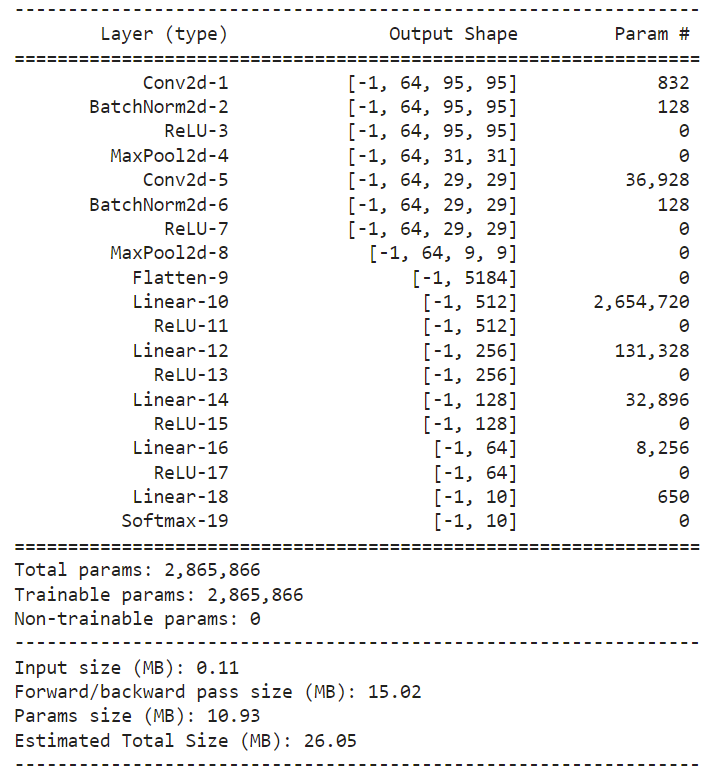 ----------------------------------------------------------------
Layer (type) Output Shape Param #
================================================================
Conv2d-1 [-1, 64, 95, 95] 832
BatchNorm2d-2 [-1, 64, 95, 95] 128
ReLU-3 [-1, 64, 95, 95] 0
MaxPool2d-4 [-1, 64, 31, 31] 0
Conv2d-5 [-1, 64, 29, 29] 36,928
BatchNorm2d-6 [-1, 64, 29, 29] 128
ReLU-7 [-1, 64, 29, 29] 0
MaxPool2d-8 [-1, 64, 9, 9] 0
Flatten-9 [-1, 5184] 0
Linear-10 [-1, 512] 2,654,720
ReLU-11 [-1, 512] 0
Linear-12 [-1, 256] 131,328
ReLU-13 [-1, 256] 0
Linear-14 [-1, 128] 32,896
ReLU-15 [-1, 128] 0
Linear-16 [-1, 64] 8,256
ReLU-17 [-1, 64] 0
Linear-18 [-1, 10] 650
Softmax-19 [-1, 10] 0
================================================================
Total params: 2,865,866
Trainable params: 2,865,866
Non-trainable params: 0
----------------------------------------------------------------
Input size (MB): 0.11
Forward/backward pass size (MB): 15.02
Params size (MB): 10.93
Estimated Total Size (MB): 26.05
----------------------------------------------------------------